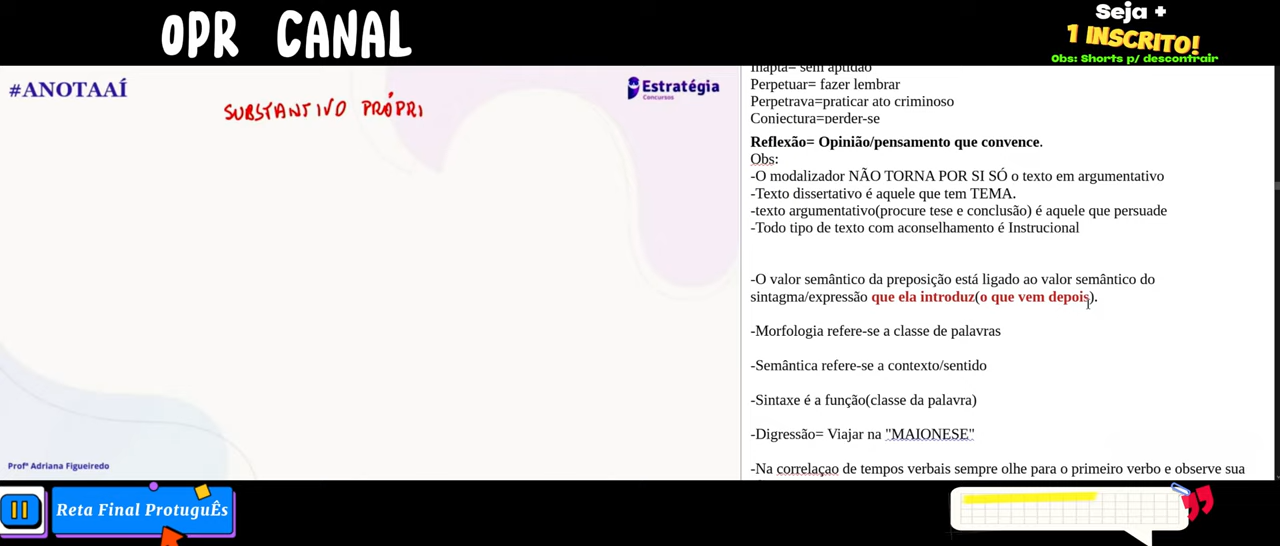 OPR CANAL
Seja +
1 INSCRITO!
Obs: Shorts p/ descontrair
#ANOTAAÍ
Estratégia
Concursos
SUBSTANTIVO PRÓPRI
Profª Adriana Figueiredo
Inapta= sem aptidão
Perpetuar= fazer lembrar
Perpetrava=praticar ato criminoso
Conjectura=perder-se
Reflexão= Opinião/pensamento que convence.
Obs:
-O modalizador NÃO TORNA POR SI SÓ o texto em argumentativo
-Texto dissertativo é aquele que tem TEMA.
-texto argumentativo(procure tese e conclusão) é aquele que persuade
-Todo tipo de texto com aconselhamento é Instrucional
-O valor semântico da preposição está ligado ao valor semântico do
sintagma/expressão que ela introduz(o que vem depois).
-Morfologia refere-se a classe de palavras
-Semântica refere-se a contexto/sentido
-Sintaxe é a função(classe da palavra)
-Digressão= Viajar na "MAIONESE"
-Na correlaçao de tempos verbais sempre olhe para o primeiro verbo e observe sua
Reta Final ProtuguÊs